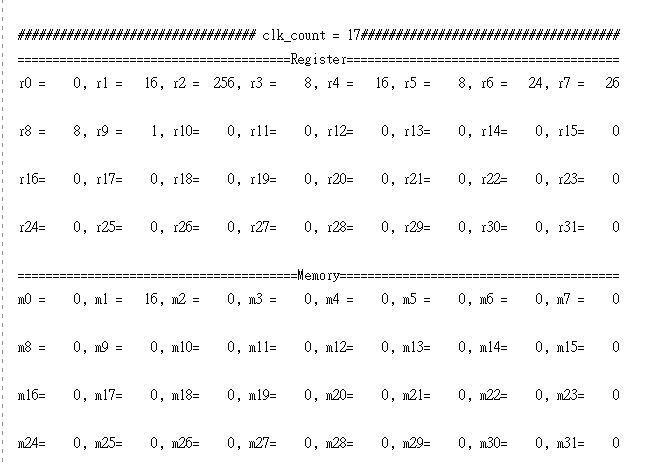 ################################## clk_count = 17#####################################
=======================================Register=======================================
r0 =    0, r1 =   16, r2 =  256, r3 =    8, r4 =   16, r5 =    8, r6 =   24, r7 =   26
r8 =    8, r9 =    1, r10=    0, r11=    0, r12=    0, r13=    0, r14=    0, r15=    0
r16=    0, r17=    0, r18=    0, r19=    0, r20=    0, r21=    0, r22=    0, r23=    0
r24=    0, r25=    0, r26=    0, r27=    0, r28=    0, r29=    0, r30=    0, r31=    0
========================================Memory========================================
m0 =    0, m1 =   16, m2 =    0, m3 =    0, m4 =    0, m5 =    0, m6 =    0, m7 =    0
m8 =    0, m9 =    0, m10=    0, m11=    0, m12=    0, m13=    0, m14=    0, m15=    0
m16=    0, m17=    0, m18=    0, m19=    0, m20=    0, m21=    0, m22=    0, m23=    0
m24=    0, m25=    0, m26=    0, m27=    0, m28=    0, m29=    0, m30=    0, m31=    0